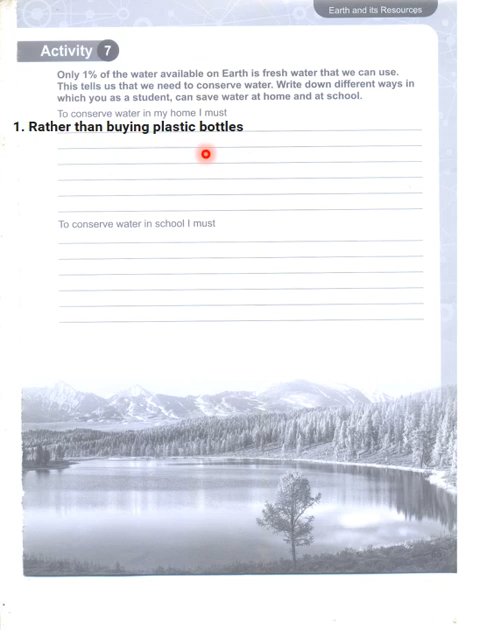 Earth and its Resources
Activity 7
Only 1% of the water available on Earth is fresh water that we can use.
This tells us that we need to conserve water. Write down different ways in
which you as a student, can save water at home and at school.
To conserve water in my home I must
1. Rather than buying plastic bottles
To conserve water in school I must